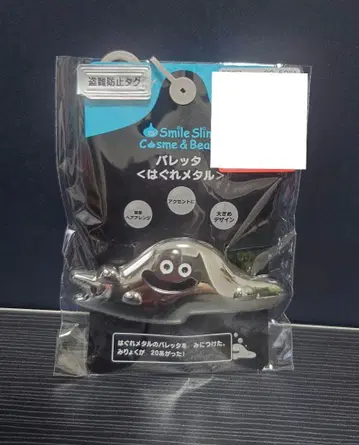 盗難防止タグ
Smile Slim
Cosme & Bea
バレッタ
<はぐれメタル>
簡単
ヘアアレンジ
アクセントに
大きめ
デザイン
はぐれメタルのバレッタを みにつけた。
みりょくが 20あがった!